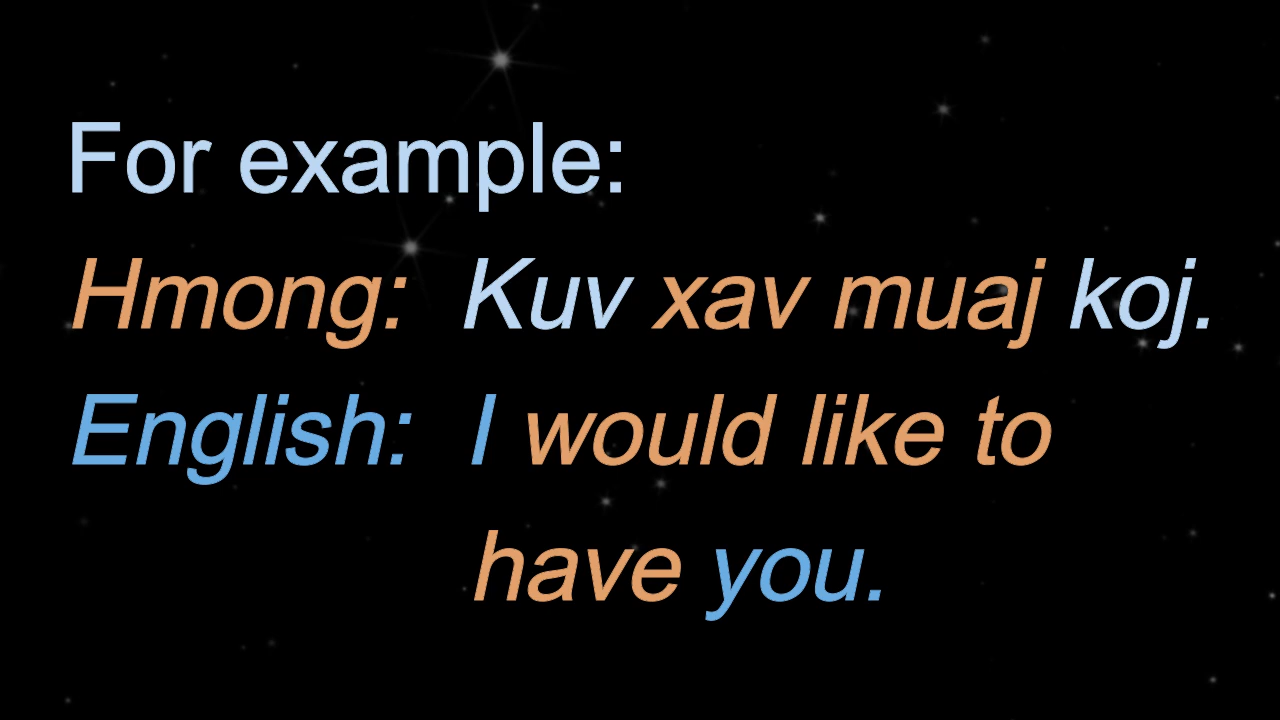 For example:
Hmong: Kuv xav muaj koj.
English: I would like to
have you.